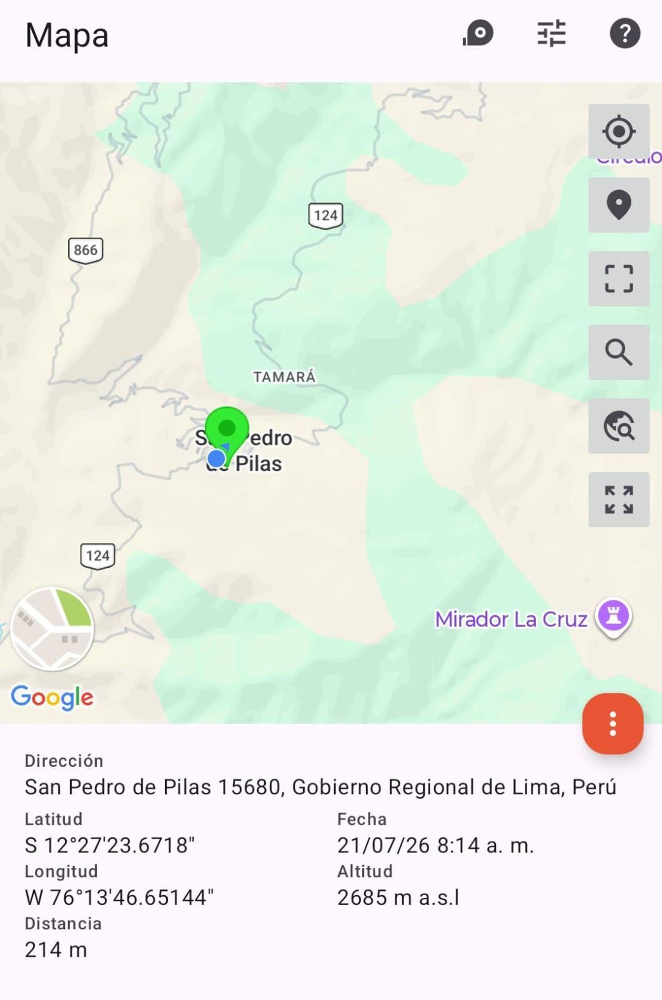 Mapa
124
866
TAMARÁ
San Pedro
de Pilas
124
Mirador La Cruz
Google
Dirección
San Pedro de Pilas 15680, Gobierno Regional de Lima, Perú
Latitud
S 12°27'23.6718"
Fecha
21/07/26 8:14 a. m.
Longitud
W 76°13'46.65144"
Altitud
2685 m a.s.l
Distancia
214 m